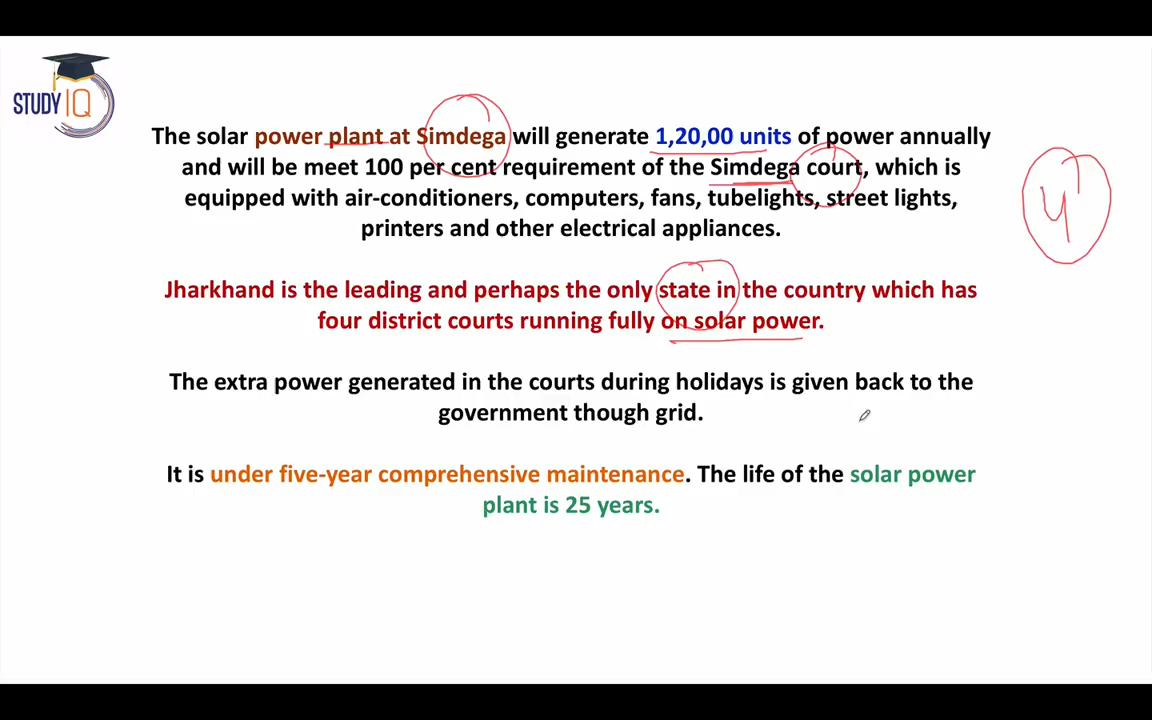 STUDY IQ
The solar power plant at Simdega will generate 1,20,00 units of power annually
and will be meet 100 per cent requirement of the Simdega court, which is
equipped with air-conditioners, computers, fans, tubelights, street lights,
printers and other electrical appliances.
4
Jharkhand is the leading and perhaps the only state in the country which has
four district courts running fully on solar power.
The extra power generated in the courts during holidays is given back to the
government though grid.
It is under five-year comprehensive maintenance. The life of the solar power
plant is 25 years.